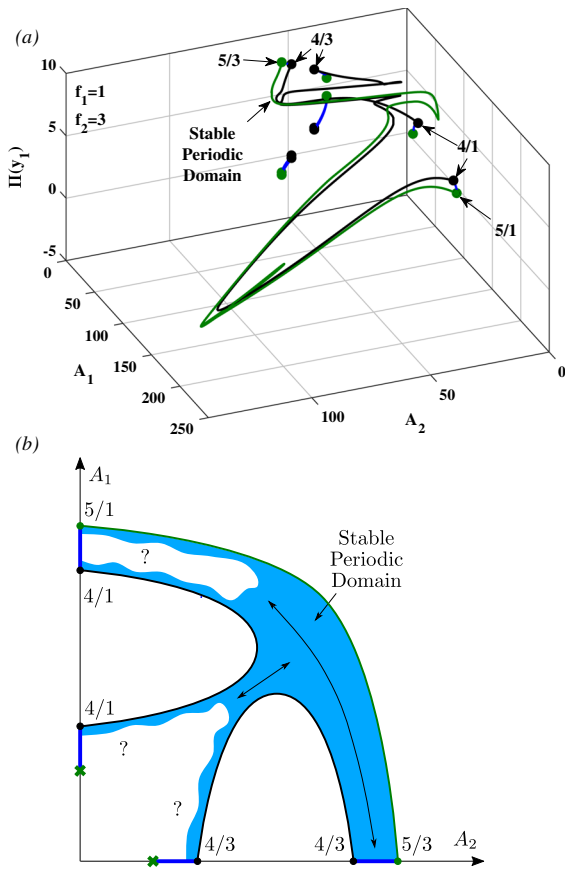 (a)
4/3
5/3
10
f1=1
f2=3
5
Stable
Periodic
Domain
4/1
Π(y1)
0
5/1
-5
0
50
100
A1
150
200
250
100
A2
50
0
(b)
A1
5/1
Stable
Periodic
Domain
?
4/1
4/1
?
?
4/3
4/3
5/3
A2